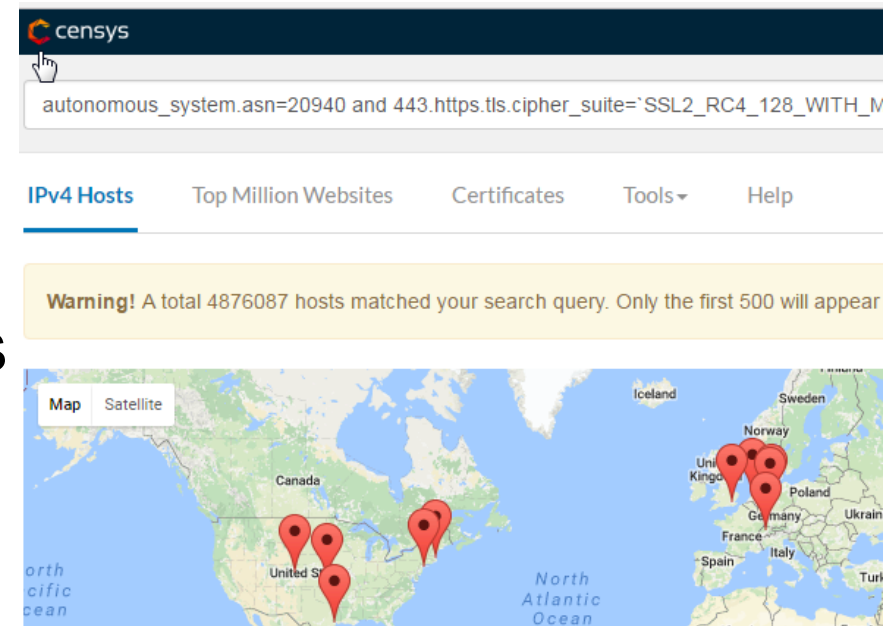 censys
autonomous_system.asn=20940 and 443.https.tls.cipher_suite=`SSL2_RC4_128_WITH_M
IPv4 Hosts Top Million Websites Certificates Tools Help
Warning! A total 4876087 hosts matched your search query. Only the first 500 will appear
s
Map Satellite
Iceland
Sweden
Norway
Canada
Poland
Germany
Ukrain
France
Italy
Spain
Turk
United S
North
Atlantic
Ocean
orth
cific
cean